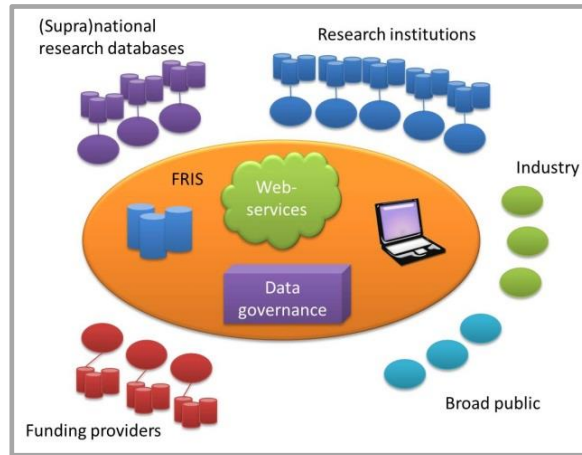 (Supra)national
research databases
Research institutions
Industry
FRIS
Web-
services
Data
governance
Funding providers
Broad public